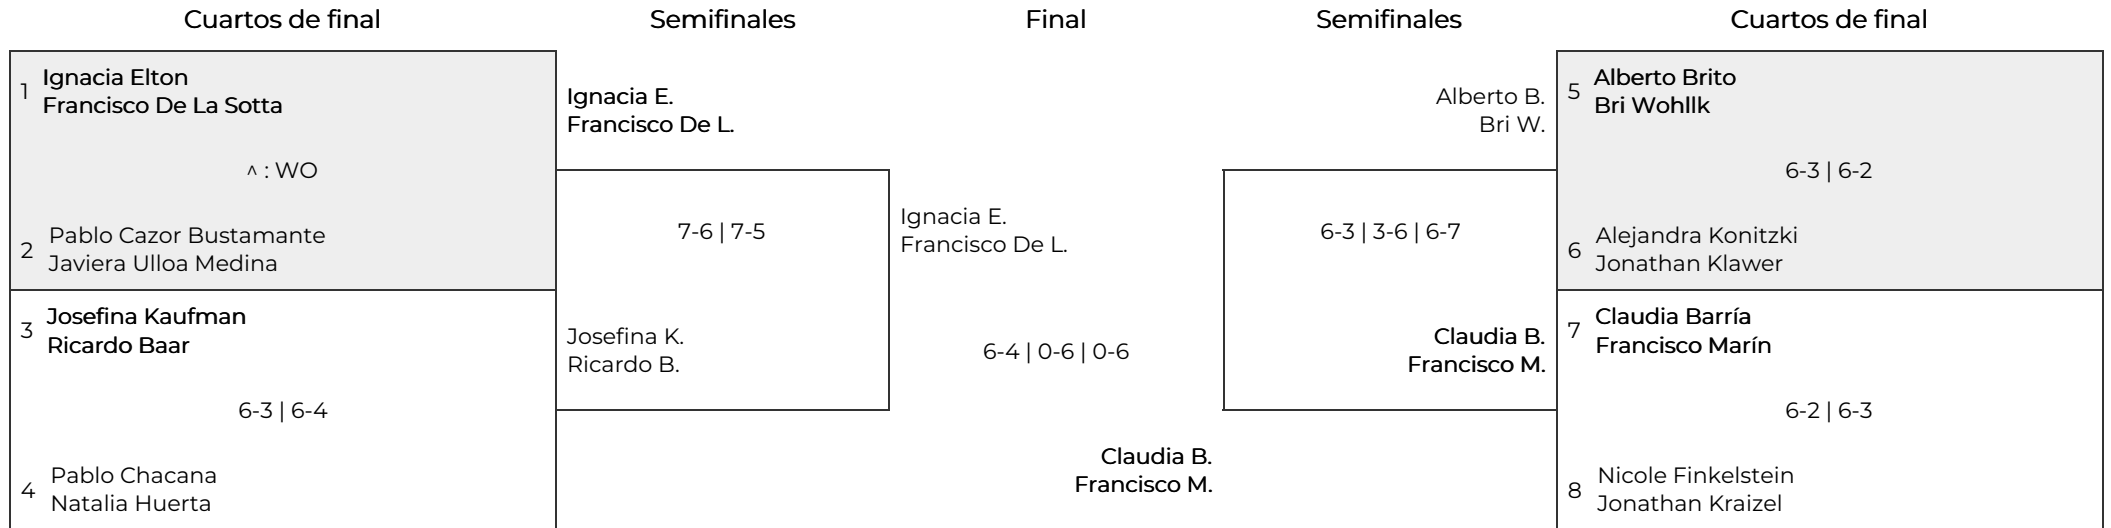 Cuartos de final
Semifinales
Final
Semifinales
Cuartos de final
1
Ignacia Elton
Francisco De La Sotta
^ : WO
2
Pablo Cazor Bustamante
Javiera Ulloa Medina
3
Josefina Kaufman
Ricardo Baar
6-3 | 6-4
4
Pablo Chacana
Natalia Huerta
Ignacia E.
Francisco De L.
7-6 | 7-5
Josefina K.
Ricardo B.
Ignacia E.
Francisco De L.
6-4 | 0-6 | 0-6
Claudia B.
Francisco M.
Alberto B.
Bri W.
6-3 | 3-6 | 6-7
Claudia B.
Francisco M.
5
Alberto Brito
Bri Wohllk
6-3 | 6-2
6
Alejandra Konitzki
Jonathan Klawer
7
Claudia Barría
Francisco Marín
6-2 | 6-3
8
Nicole Finkelstein
Jonathan Kraizel